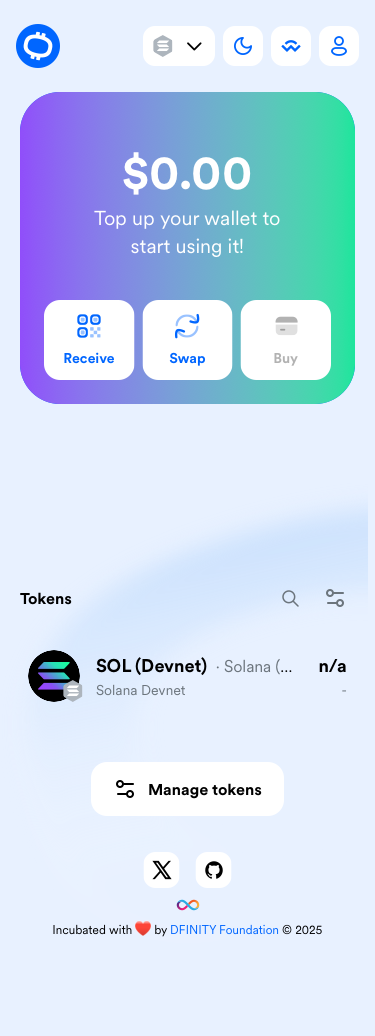 $0.00
Top up your wallet to
start using it!
Receive
Swap
Buy
Tokens
SOL (Devnet) · Solana (... n/a
Solana Devnet -
Manage tokens
Incubated with ❤️ by DFINITY Foundation © 2025